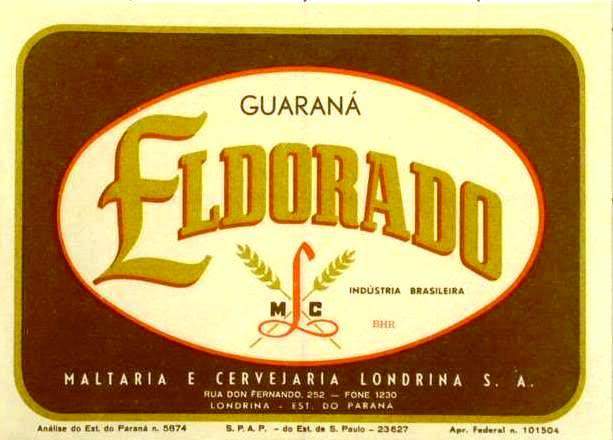 GUARANÁ
ELDORADO
INDÚSTRIA BRASILEIRA
M L C
BHR
MALTARIA E CERVEJARIA LONDRINA S. A.
RUA DON FERNANDO, 252 — FONE 1230
LONDRINA - EST. DO PARANÁ
Análise do Est. do Paraná n. 5874 S. P. A. P. - do Est. de S. Paulo - 23627 Apr. Federal n. 101504